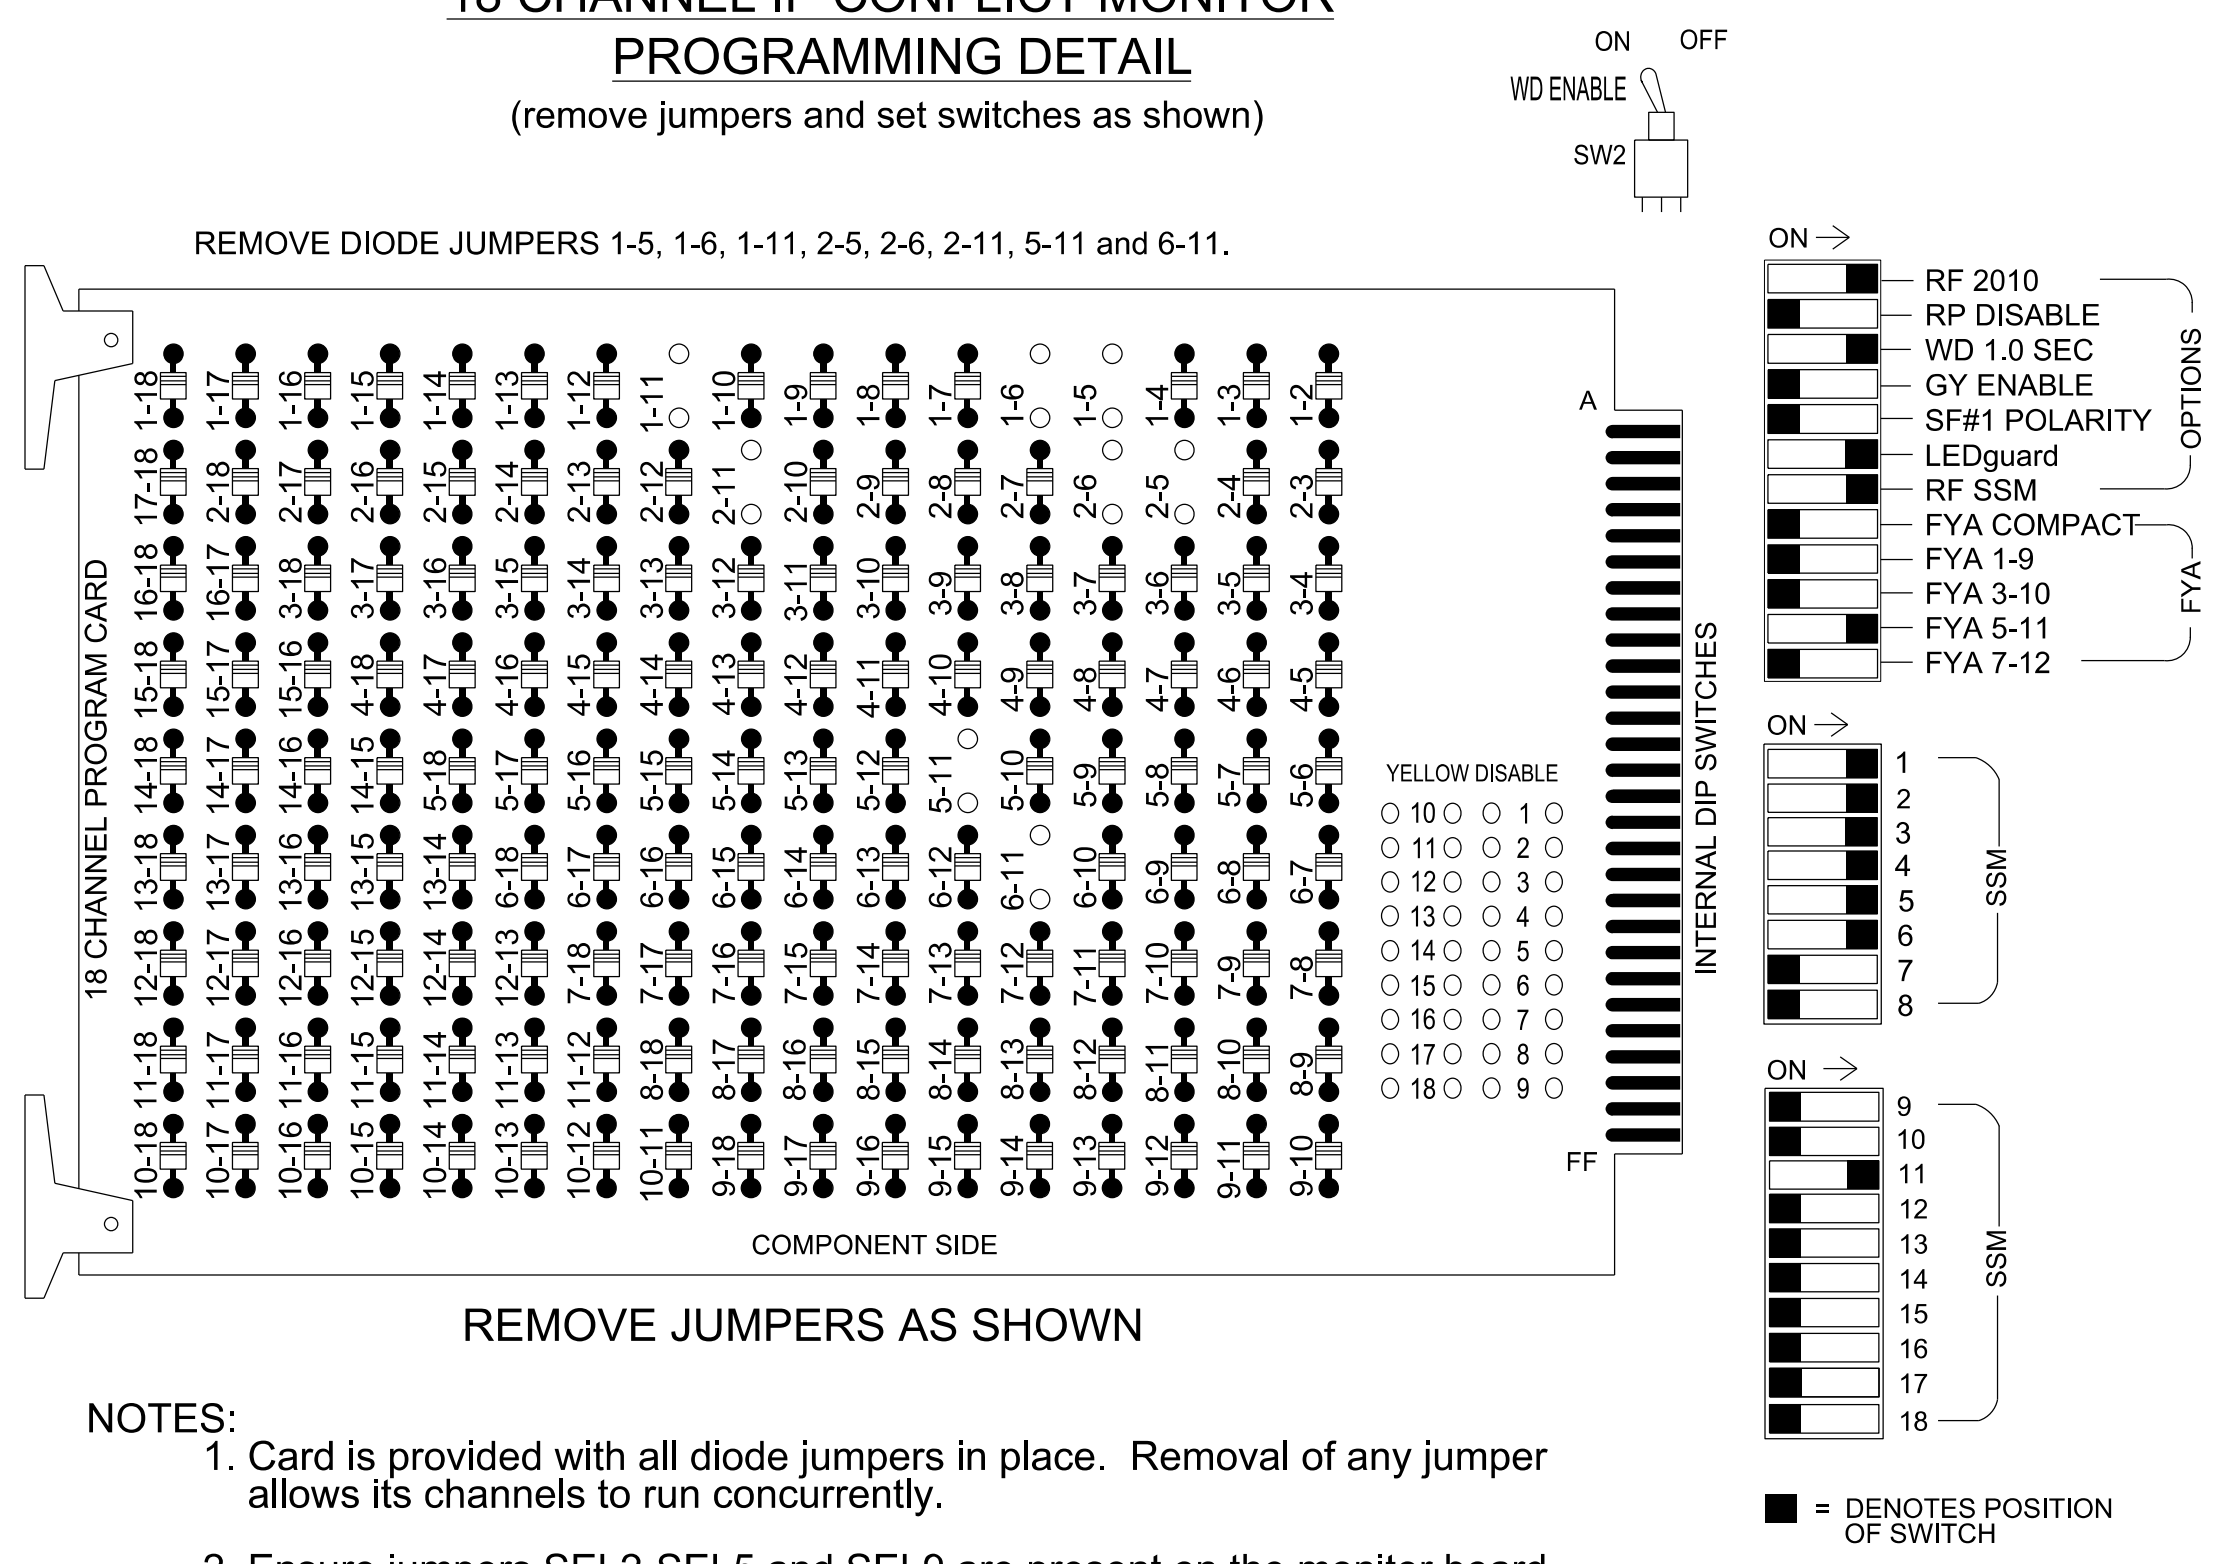 18 CHANNEL IP CONFLICT MONITOR
PROGRAMMING DETAIL
(remove jumpers and set switches as shown)
ON OFF
WD ENABLE
SW2
REMOVE DIODE JUMPERS 1-5, 1-6, 1-11, 2-5, 2-6, 2-11, 5-11 and 6-11.
18 CHANNEL PROGRAM CARD
1-18 1-17 1-16 1-15 1-14 1-13 1-12 1-11 1-10 1-9 1-8 1-7 1-6 1-5 1-4 1-3 1-2
17-18 2-18 2-17 2-16 2-15 2-14 2-13 2-12 2-11 2-10 2-9 2-8 2-7 2-6 2-5 2-4 2-3
16-18 16-17 3-18 3-17 3-16 3-15 3-14 3-13 3-12 3-11 3-10 3-9 3-8 3-7 3-6 3-5 3-4
15-18 15-17 15-16 4-18 4-17 4-16 4-15 4-14 4-13 4-12 4-11 4-10 4-9 4-8 4-7 4-6 4-5
14-18 14-17 14-16 14-15 5-18 5-17 5-16 5-15 5-14 5-13 5-12 5-11 5-10 5-9 5-8 5-7 5-6
13-18 13-17 13-16 13-15 13-14 6-18 6-17 6-16 6-15 6-14 6-13 6-12 6-11 6-10 6-9 6-8 6-7
12-18 12-17 12-16 12-15 12-14 12-13 7-18 7-17 7-16 7-15 7-14 7-13 7-12 7-11 7-10 7-9 7-8
11-18 11-17 11-16 11-15 11-14 11-13 11-12 8-18 8-17 8-16 8-15 8-14 8-13 8-12 8-11 8-10 8-9
10-18 10-17 10-16 10-15 10-14 10-13 10-12 10-11 9-18 9-17 9-16 9-15 9-14 9-13 9-12 9-11 9-10
A
YELLOW DISABLE
10 1
11 2
12 3
13 4
14 5
15 6
16 7
17 8
18 9
FF
COMPONENT SIDE
REMOVE JUMPERS AS SHOWN
INTERNAL DIP SWITCHES
ON
RF 2010
RP DISABLE
WD 1.0 SEC
GY ENABLE
SF#1 POLARITY
LEDguard
RF SSM
OPTIONS
FYA COMPACT
FYA 1-9
FYA 3-10
FYA 5-11
FYA 7-12
FYA
ON
1
2
3
4
5
6
7
8
SSM
ON
9
10
11
12
13
14
15
16
17
18
SSM
= DENOTES POSITION
OF SWITCH
NOTES:
1. Card is provided with all diode jumpers in place. Removal of any jumper
allows its channels to run concurrently.
2. Ensure jumpers SEL2-SEL5 and SEL9 are present on the monitor board.